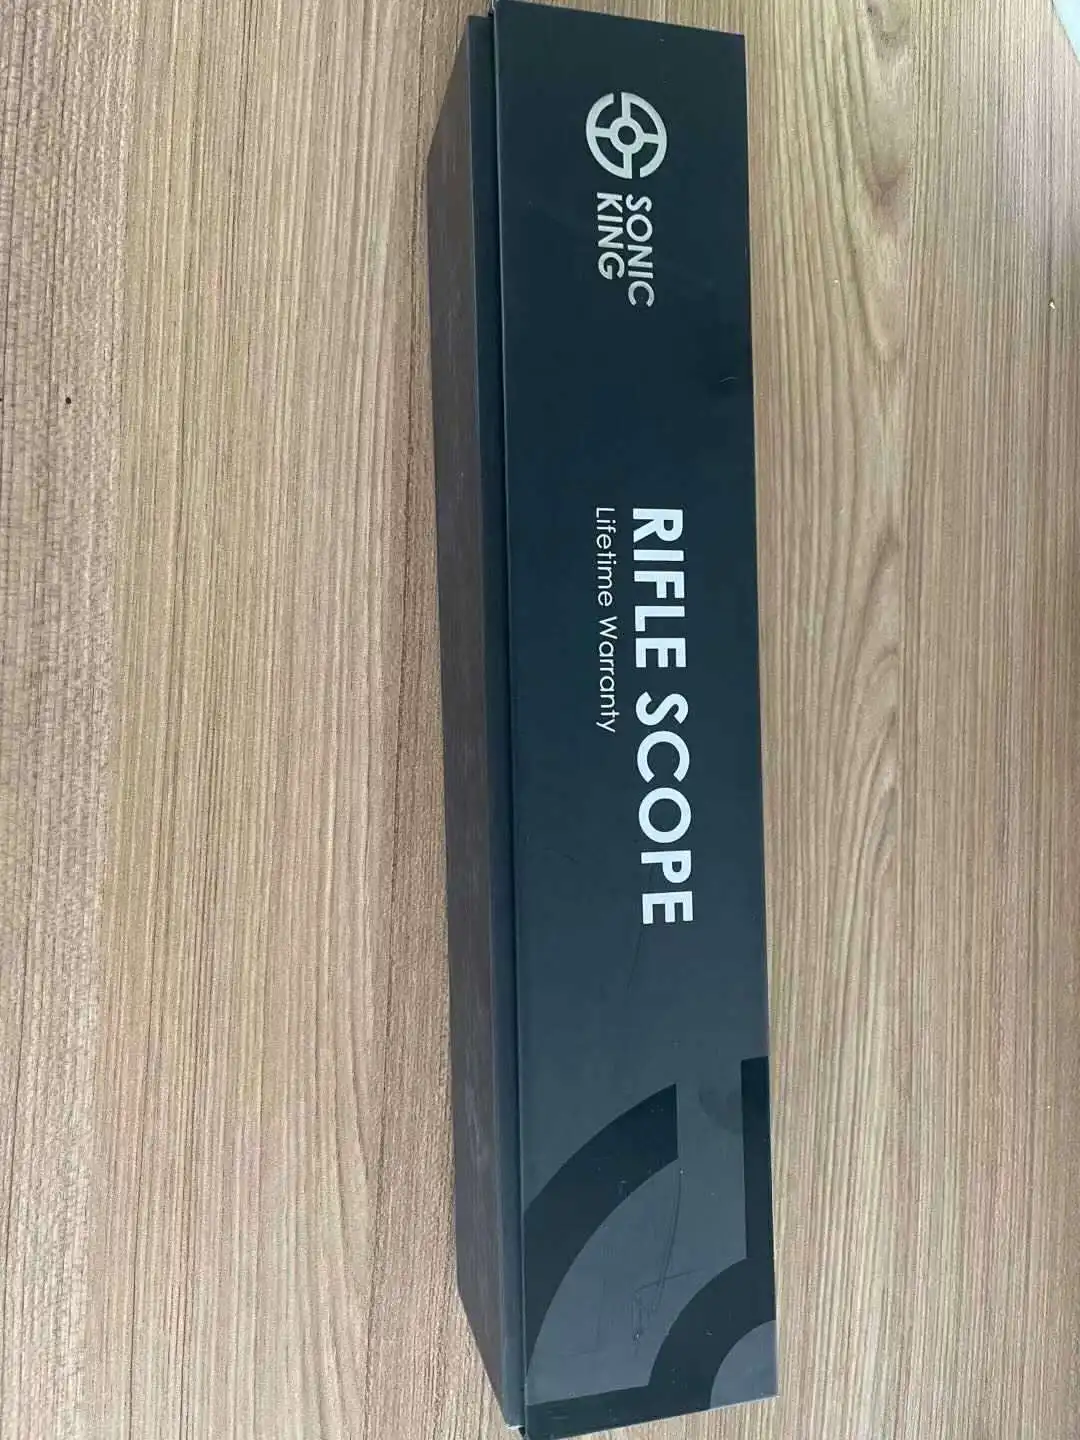 SONIC
KING
RIFLE SCOPE
Lifetime Warranty